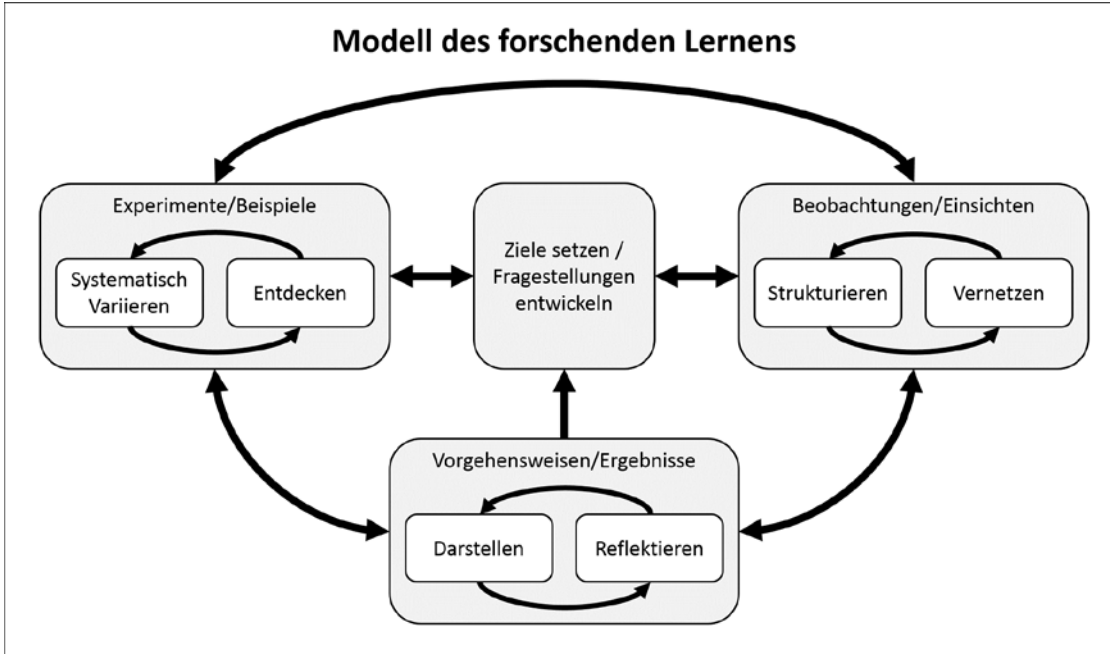 Modell des forschenden Lernens
Experimente/Beispiele
Systematisch
Variieren
Entdecken
Ziele setzen /
Fragestellungen
entwickeln
Beobachtungen/Einsichten
Strukturieren
Vernetzen
Vorgehensweisen/Ergebnisse
Darstellen
Reflektieren